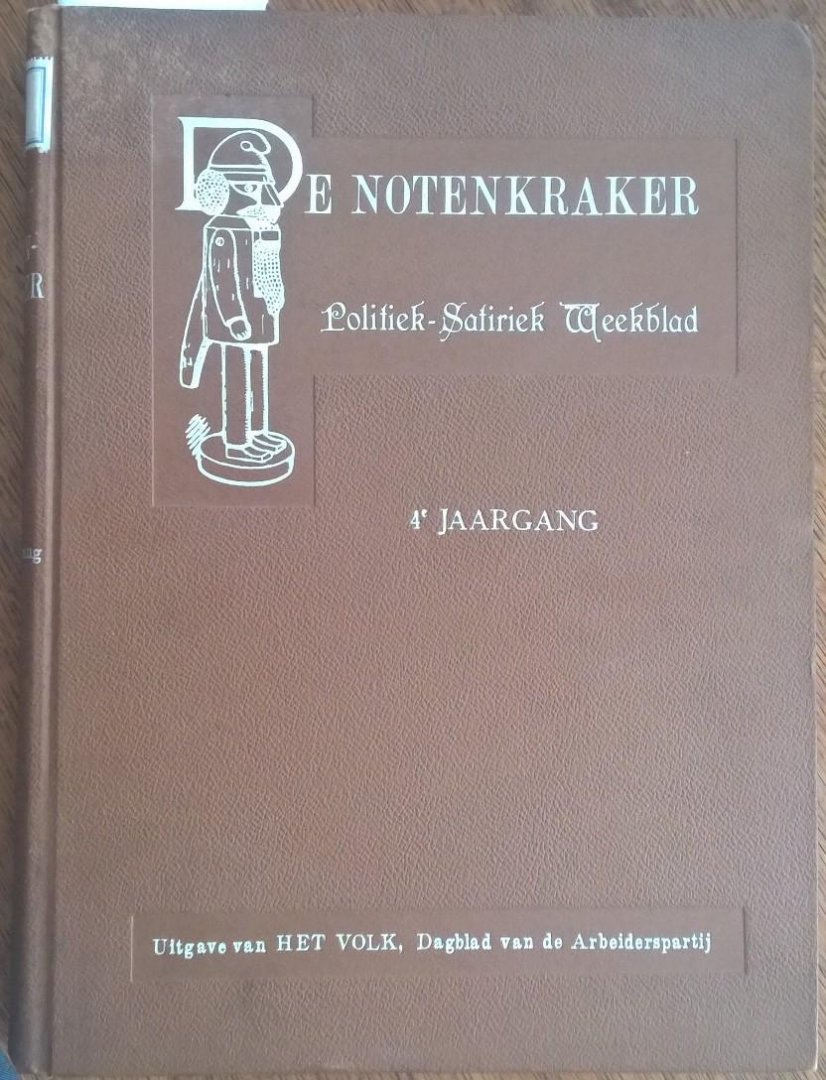 DE NOTENKRAKER
Politiek-Satiriek Weekblad
4e JAARGANG
Uitgave van HET VOLK, Dagblad van de Arbeiderspartij